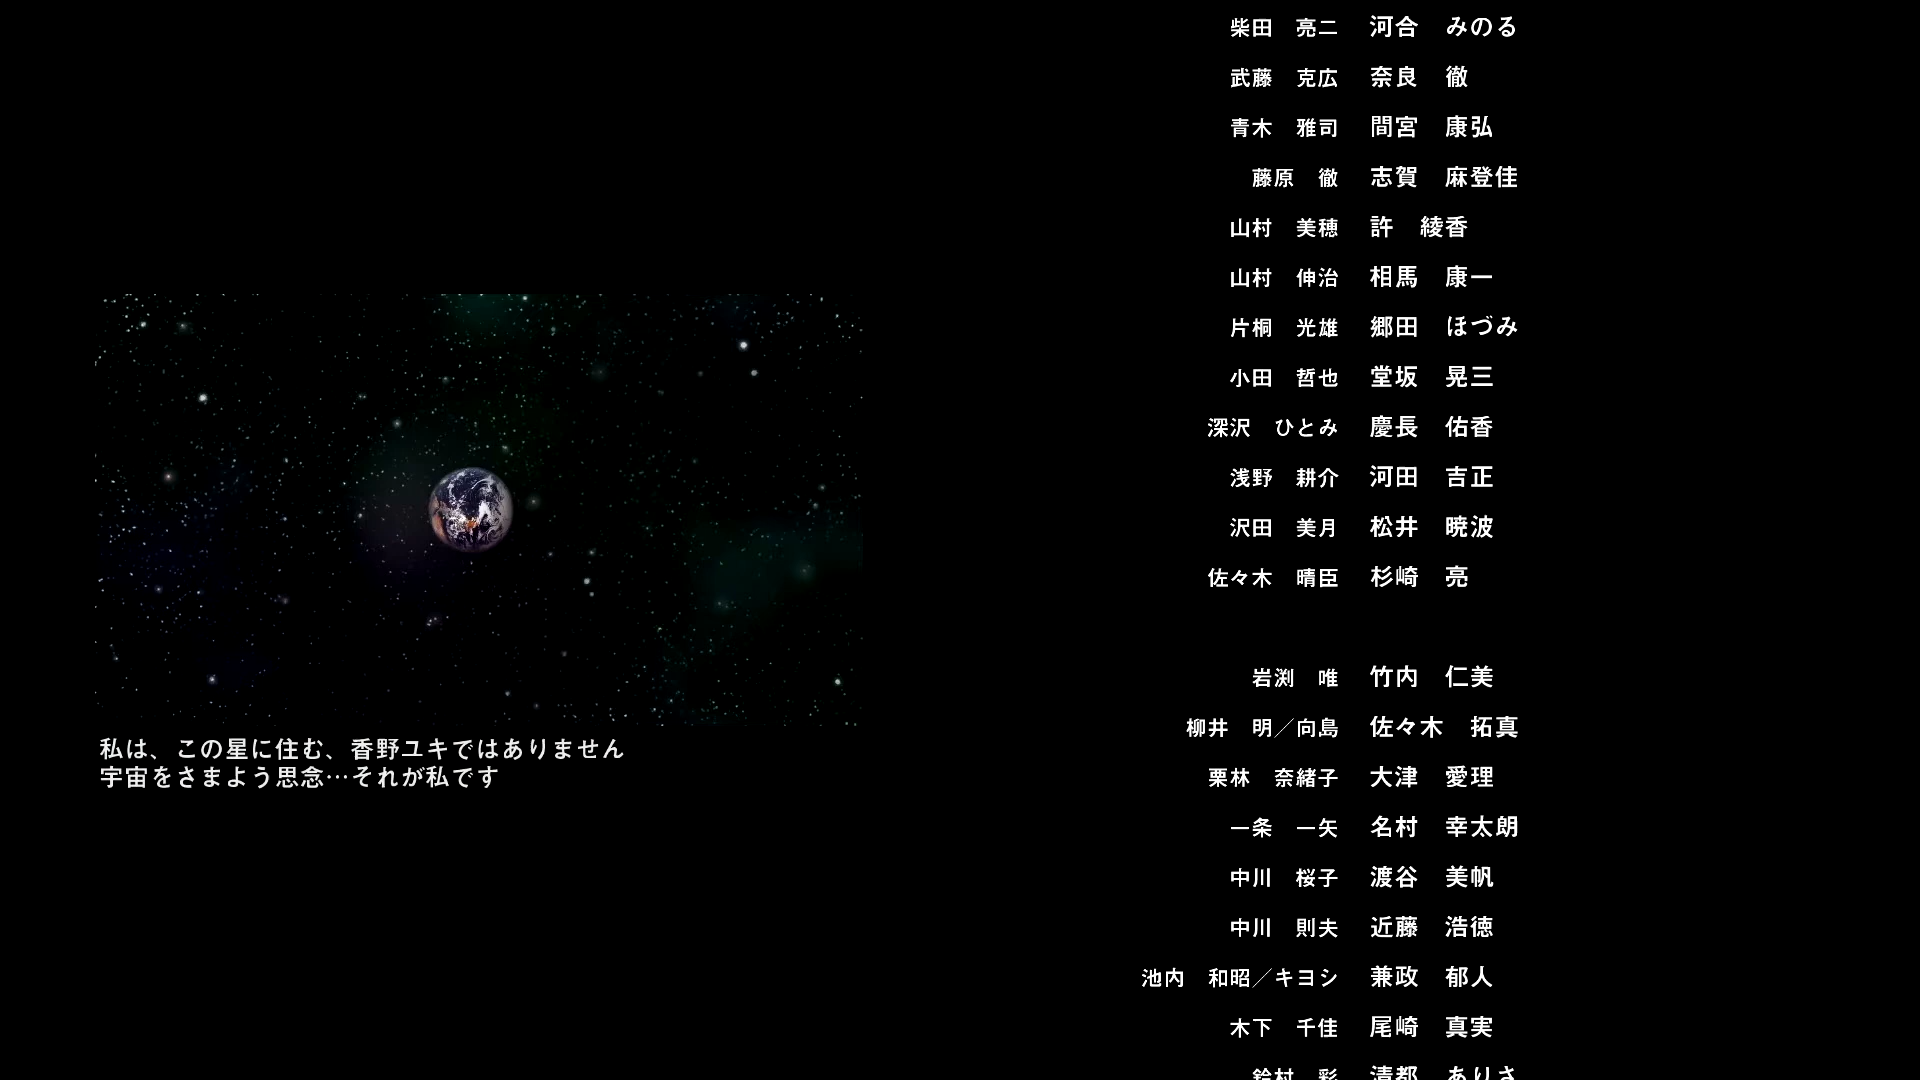 柴田　亮二　河合　みのる
武藤　克広　奈良　徹
青木　雅司　間宮　康弘
藤原　徹　志賀　麻登佳
山村　美穂　許　綾香
山村　伸治　相馬　康一
片桐　光雄　郷田　ほづみ
小田　哲也　堂坂　晃三
深沢　ひとみ　慶長　佑香
浅野　耕介　河田　吉正
沢田　美月　松井　暁波
佐々木　晴臣　杉崎　亮
岩渕　唯　竹内　仁美
柳井　明／向島　佐々木　拓真
栗林　奈緒子　大津　愛理
一条　一矢　名村　幸太朗
中川　桜子　渡谷　美帆
中川　則夫　近藤　浩徳
池内　和昭／キヨシ　兼政　郁人
木下　千佳　尾崎　真実
鈴村　彩　清都　ありさ
私は、この星に住む、香野ユキではありません
宇宙をさまよう思念…それが私です